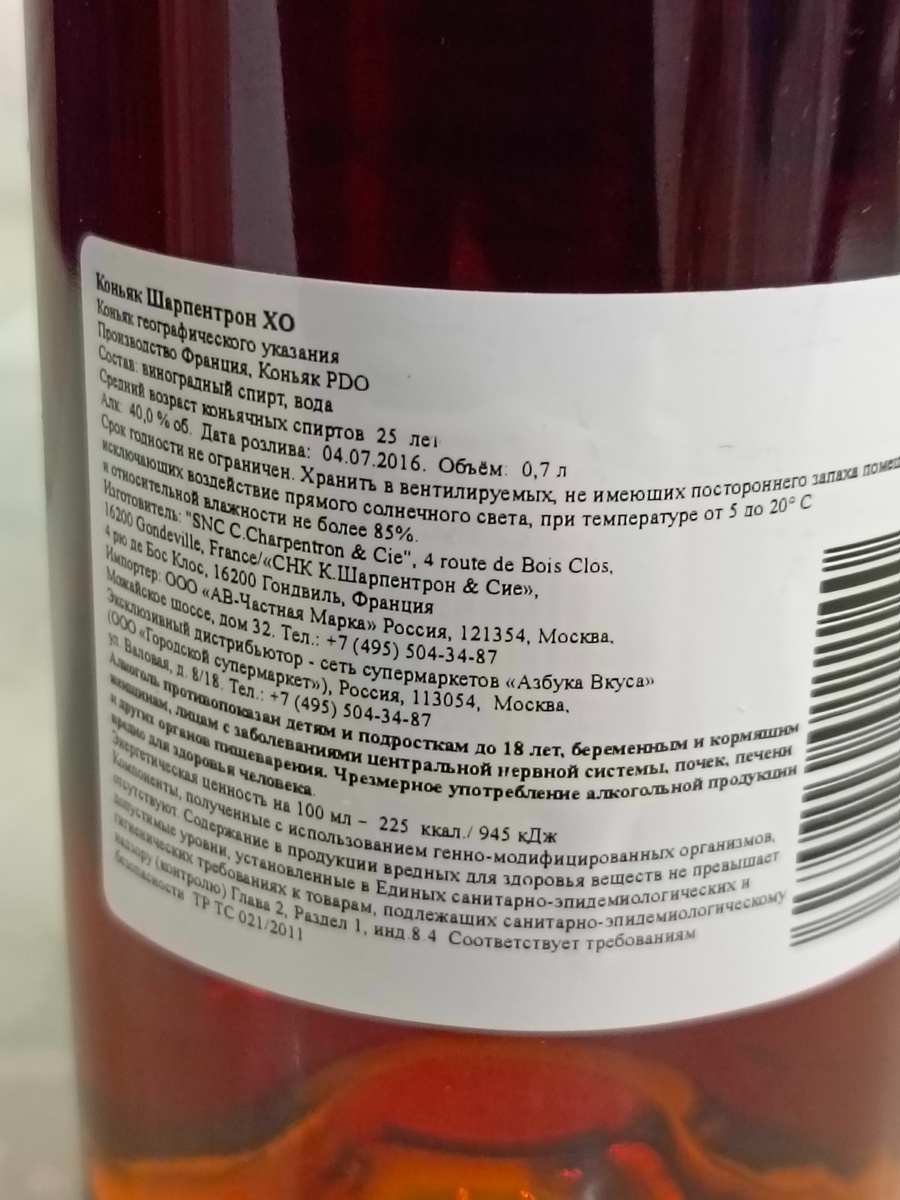 Коньяк Шарпентрон ХО
Коньяк географического указания
Производство Франция, Коньяк PDO
Состав: виноградный спирт, вода
Средний возраст коньячных спиртов 25 лет
Алк: 40,0 % об. Дата розлива: 04.07.2016. Объём: 0,7 л
Срок годности не ограничен. Хранить в вентилируемых, не имеющих постороннего запаха
исключающих воздействие прямого солнечного света, при температуре от 5 до 20° С
и относительной влажности не более 85%.
Изготовитель: "SNC C.Charpentron & Cie", 4 route de Bois Clos,
16200 Gondeville, France/«СНК К.Шарпентрон & Сие»,
4 рю де Бос Клос, 16200 Гондвиль, Франция
Импортер: ООО «АВ-Частная Марка» Россия, 121354, Москва.
Можайское шоссе, дом 32. Тел.: +7 (495) 504-34-87
Эксклюзивный дистрибьютор - сеть супермаркетов «Азбука Вкуса»
(ООО «Городской супермаркет»), Россия, 113054, Москва,
ул. Валовая, д. 8/18. Тел.: +7 (495) 504-34-87
Алкоголь противопоказан детям и подросткам до 18 лет, беременным и кормящим
женщинам, лицам с заболеваниями центральной нервной системы, почек, печени
и других органов пищеварения. Чрезмерное употребление алкогольной продукции
вредно для здоровья человека.
Энергетическая ценность на 100 мл – 225 ккал./ 945 кДж
Компоненты, полученные с использованием генно-модифицированных организмов,
отсутствуют. Содержание в продукции вредных для здоровья веществ не превышает
допустимые уровни, установленные в Единых санитарно-эпидемиологических и
гигиенических требованиях к товарам, подлежащих санитарно-эпидемиологическому
надзору (контролю) Глава 2, Раздел 1, инд 8.4 Соответствует требованиям
безопасности ТР ТС 021/2011